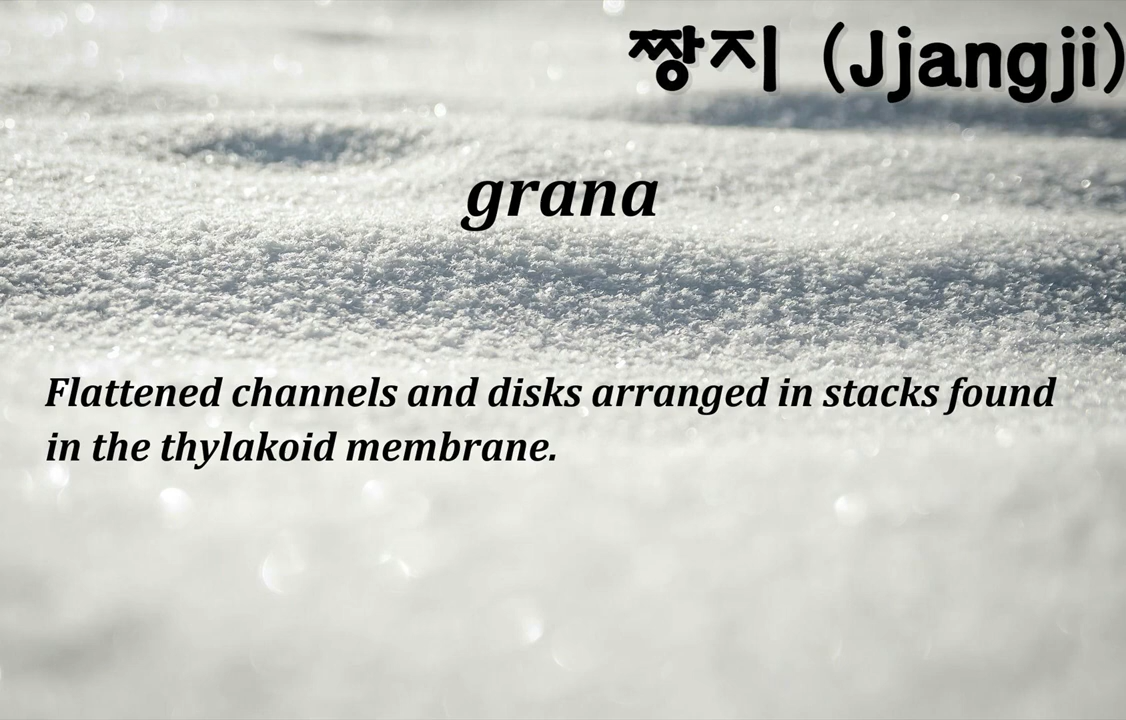 짱지 (Jjangji)
grana
Flattened channels and disks arranged in stacks found
in the thylakoid membrane.